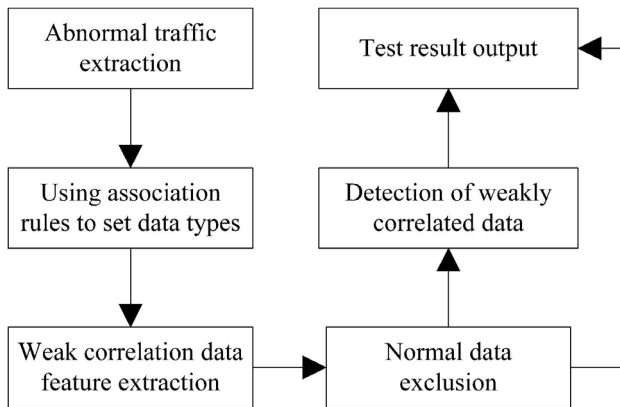 Abnormal traffic
extraction
Test result output
Using association
rules to set data types
Detection of weakly
correlated data
Weak correlation data
feature extraction
Normal data
exclusion